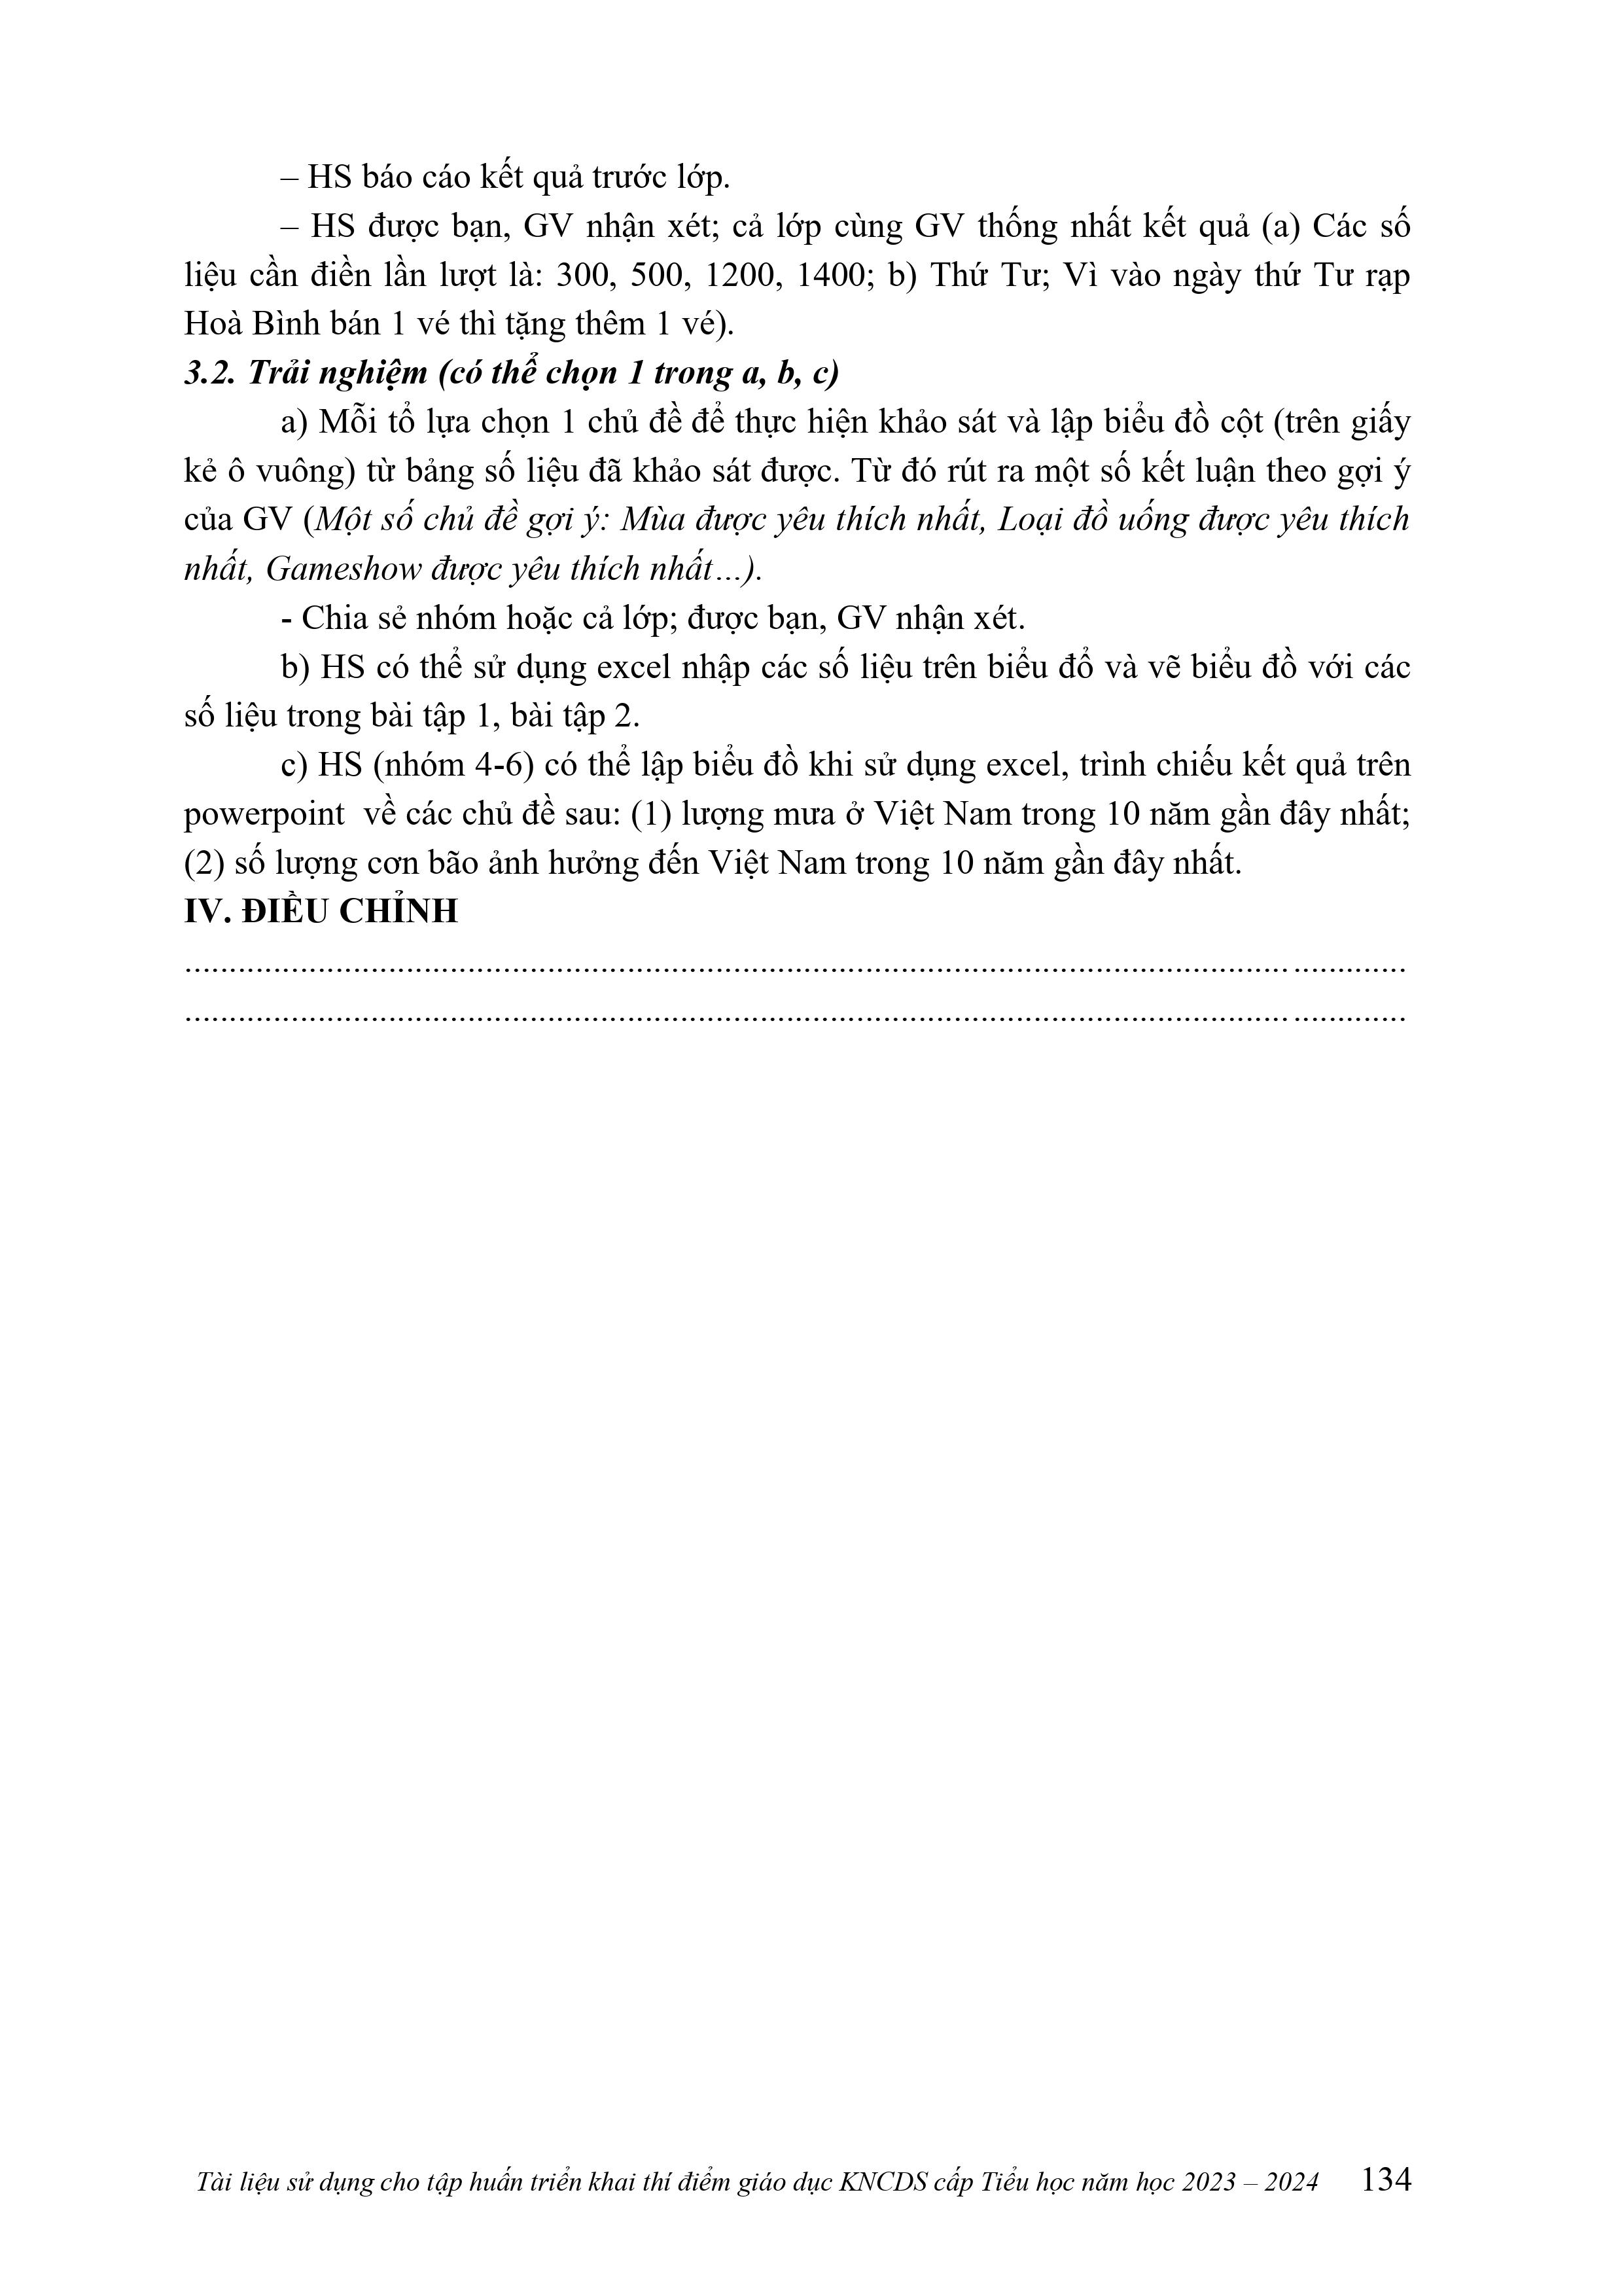 – HS báo cáo kết quả trước lớp.
– HS được bạn, GV nhận xét; cả lớp cùng GV thống nhất kết quả (a) Các số
liệu cần điền lần lượt là: 300, 500, 1200, 1400; b) Thứ Tư; Vì vào ngày thứ Tư rạp
Hoà Bình bán 1 vé thì tặng thêm 1 vé).
3.2. Trải nghiệm (có thể chọn 1 trong a, b, c)
a) Mỗi tổ lựa chọn 1 chủ đề để thực hiện khảo sát và lập biểu đồ cột (trên giấy
kẻ ô vuông) từ bảng số liệu đã khảo sát được. Từ đó rút ra một số kết luận theo gợi ý
của GV (Một số chủ đề gợi ý: Mùa được yêu thích nhất, Loại đồ uống được yêu thích
nhất, Gameshow được yêu thích nhất…).
- Chia sẻ nhóm hoặc cả lớp; được bạn, GV nhận xét.
b) HS có thể sử dụng excel nhập các số liệu trên biểu đổ và vẽ biểu đồ với các
số liệu trong bài tập 1, bài tập 2.
c) HS (nhóm 4-6) có thể lập biểu đồ khi sử dụng excel, trình chiếu kết quả trên
powerpoint  về các chủ đề sau: (1) lượng mưa ở Việt Nam trong 10 năm gần đây nhất;
(2) số lượng cơn bão ảnh hưởng đến Việt Nam trong 10 năm gần đây nhất.
IV. ĐIỀU CHỈNH
........................................................................................................................................
........................................................................................................................................
Tài liệu sử dụng cho tập huấn triển khai thí điểm giáo dục KNCDS cấp Tiểu học năm học 2023 – 2024 134